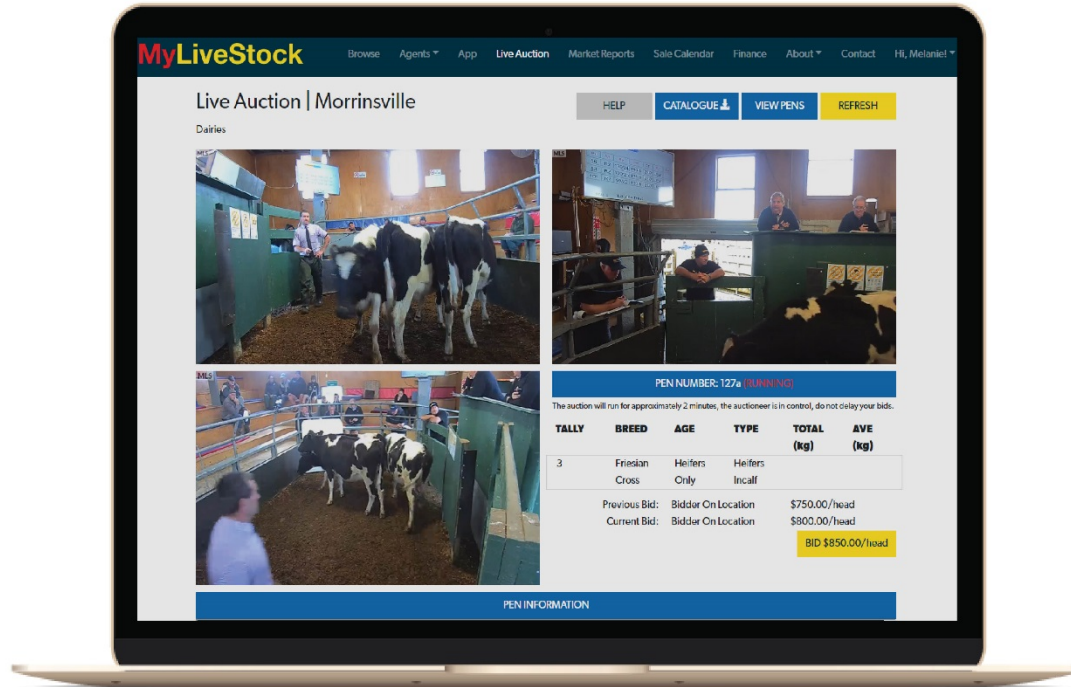 MyLiveStock
Browse Agents App Live Auction Market Reports Sale Calendar Finance About Contact Hi, Melanie!
Live Auction | Morrinsville
HELP CATALOGUE VIEW PENS REFRESH
Dairies
MLS
MLS
MLS
PEN NUMBER: 127a (RUNNING)
The auction will run for approximately 2 minutes, the auctioneer is in control, do not delay your bids.
TALLY BREED AGE TYPE TOTAL AVE
(kg) (kg)
3 Friesian Heifers Heifers
Cross Only Incalf
Previous Bid: Bidder On Location $750.00/head
Current Bid: Bidder On Location $800.00/head
BID $850.00/head
PEN INFORMATION